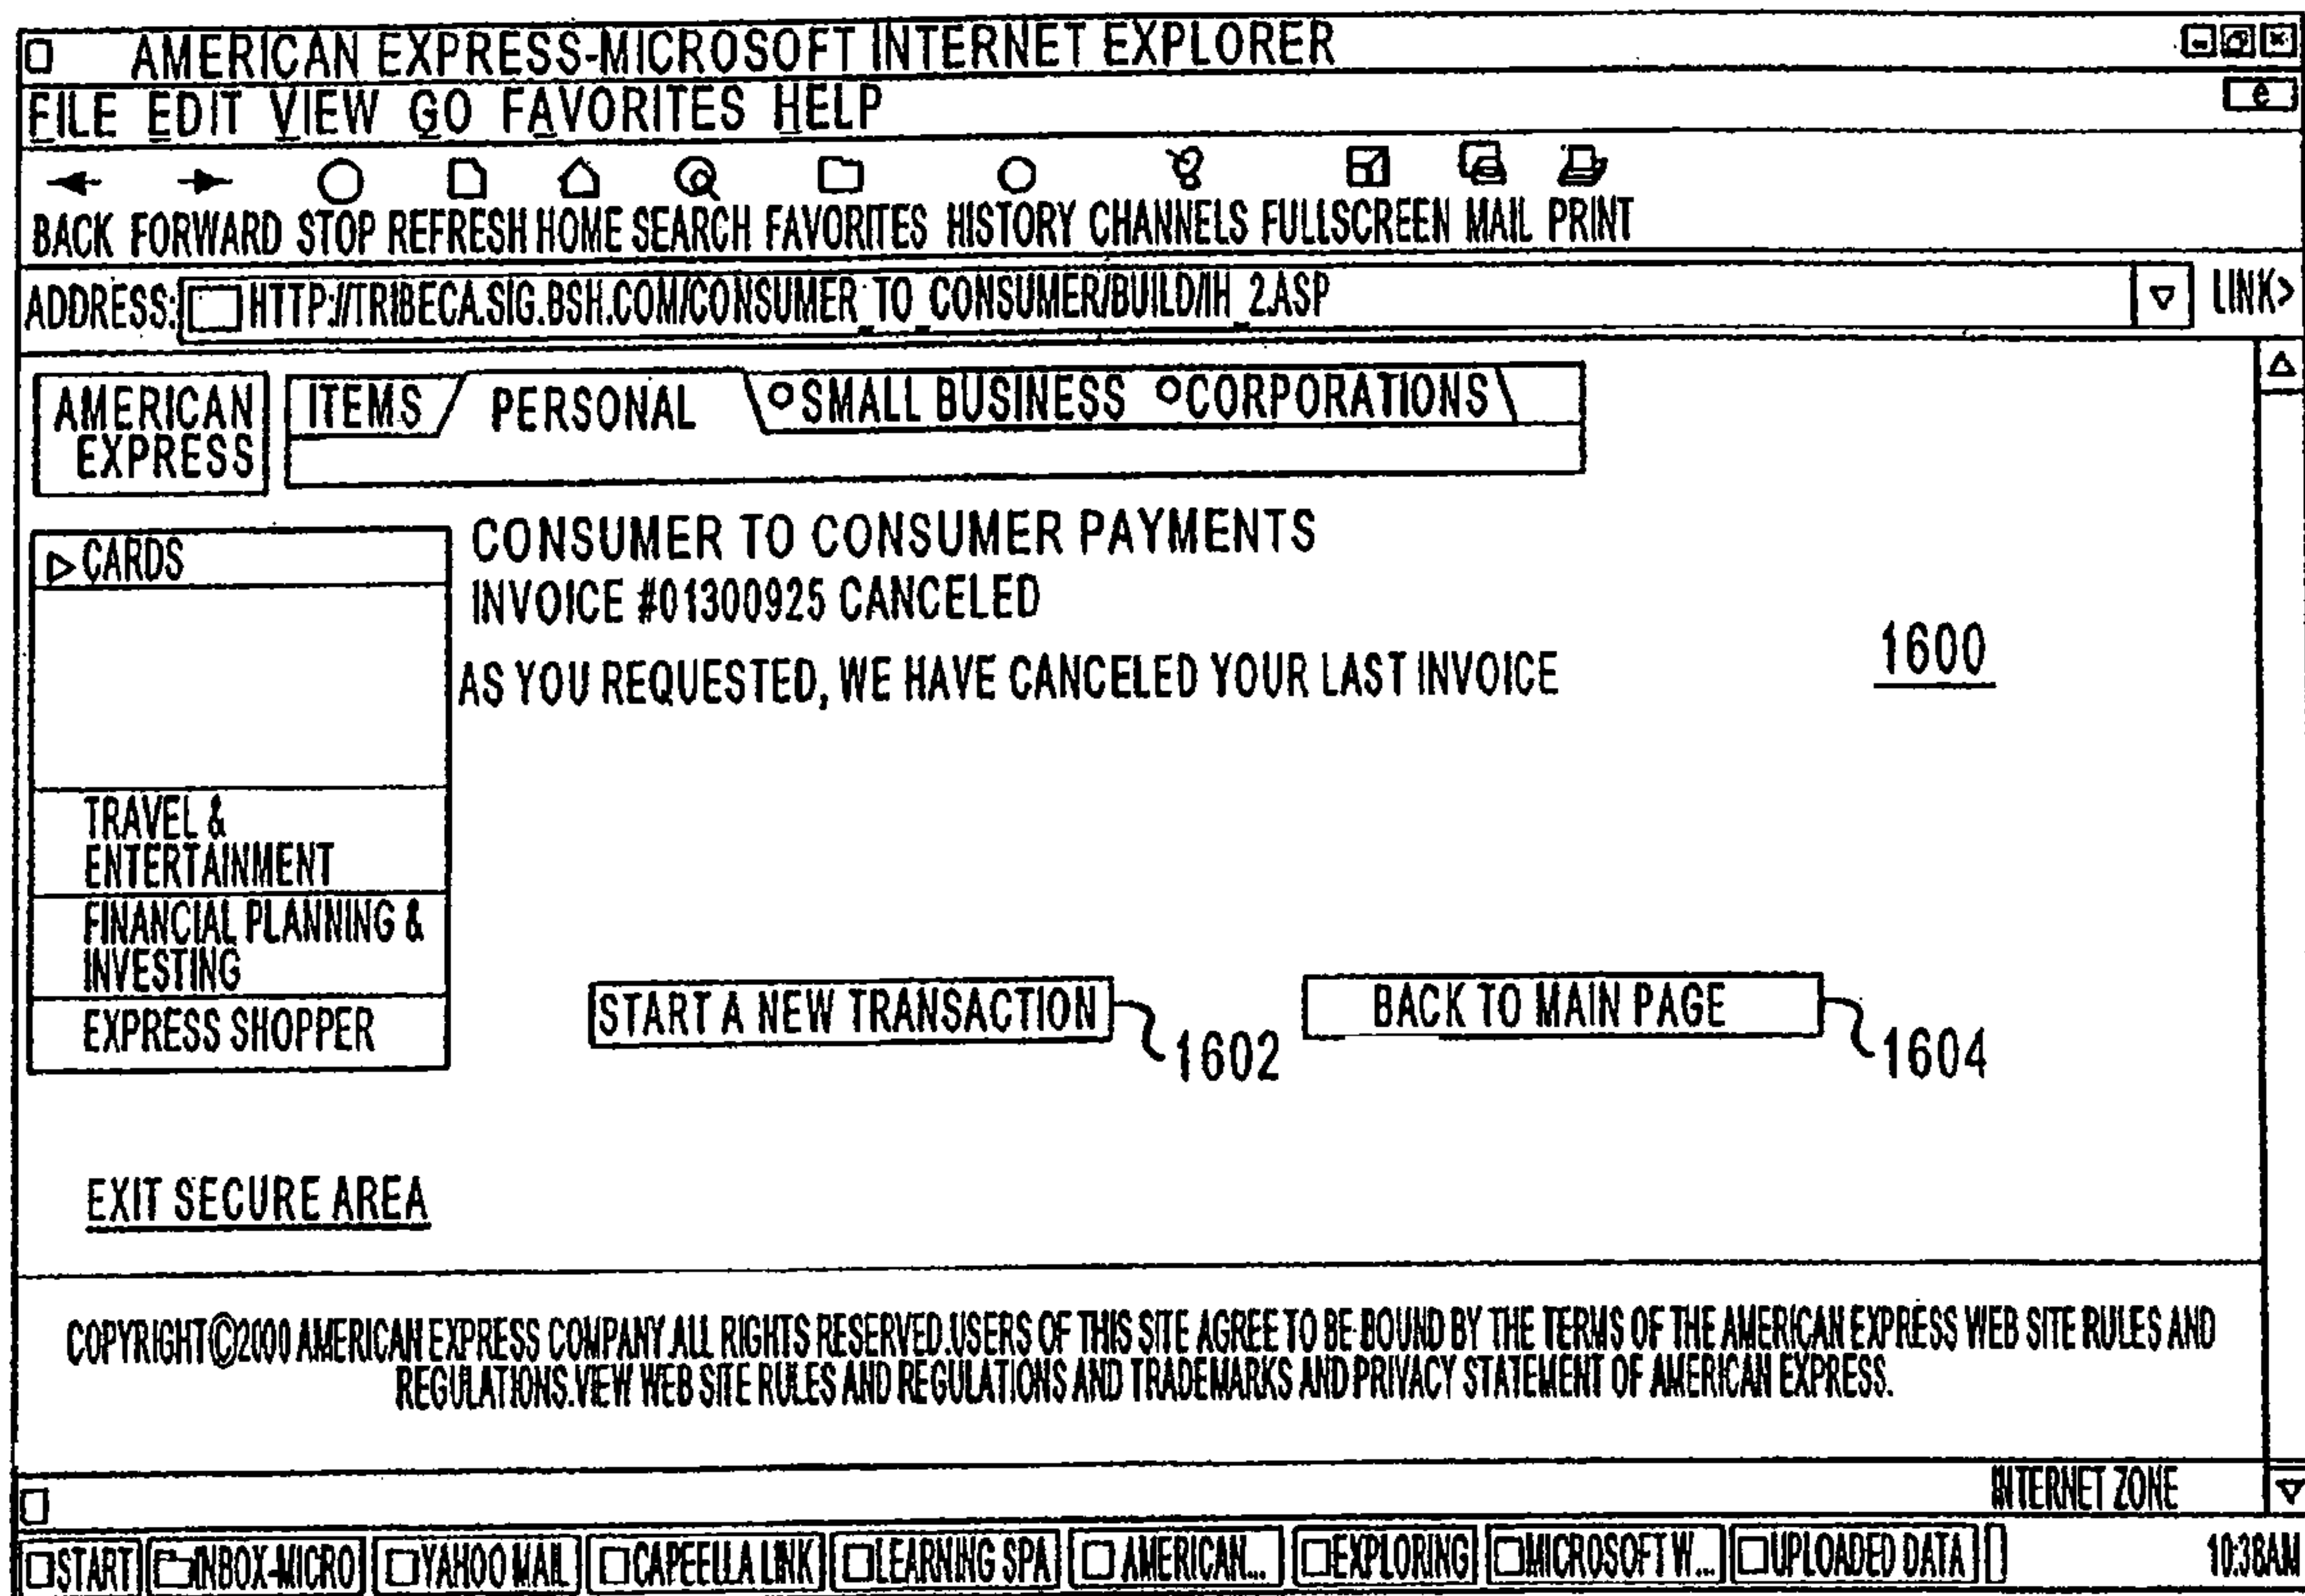 AMERICAN EXPRESS-MICROSOFT INTERNET EXPLORER
FILE EDIT VIEW GO FAVORITES HELP
e
BACK FORWARD STOP REFRESH HOME SEARCH FAVORITES HISTORY CHANNELS FULLSCREEN MAIL PRINT
ADDRESS: HTTP://TRIBECA.SIG.BSH.COM/CONSUMER_TO_CONSUMER/BUILD/IH_2.ASP LINK>
AMERICAN
EXPRESS
ITEMS PERSONAL SMALL BUSINESS CORPORATIONS
CARDS
CONSUMER TO CONSUMER PAYMENTS
INVOICE #01300925 CANCELED
AS YOU REQUESTED, WE HAVE CANCELED YOUR LAST INVOICE
1600
TRAVEL &
ENTERTAINMENT
FINANCIAL PLANNING &
INVESTING
EXPRESS SHOPPER
START A NEW TRANSACTION
1602
BACK TO MAIN PAGE
1604
EXIT SECURE AREA
COPYRIGHT©2000 AMERICAN EXPRESS COMPANY.ALL RIGHTS RESERVED.USERS OF THIS SITE AGREE TO BE BOUND BY THE TERMS OF THE AMERICAN EXPRESS WEB SITE RULES AND
REGULATIONS.VIEW WEB SITE RULES AND REGULATIONS AND TRADEMARKS AND PRIVACY STATEMENT OF AMERICAN EXPRESS.
INTERNET ZONE
START INBOX-MICRO YAHOO MAIL CAPEELLA LINK LEARNING SPA AMERICAN... EXPLORING MICROSOFT W... UPLOADED DATA 10:38AM